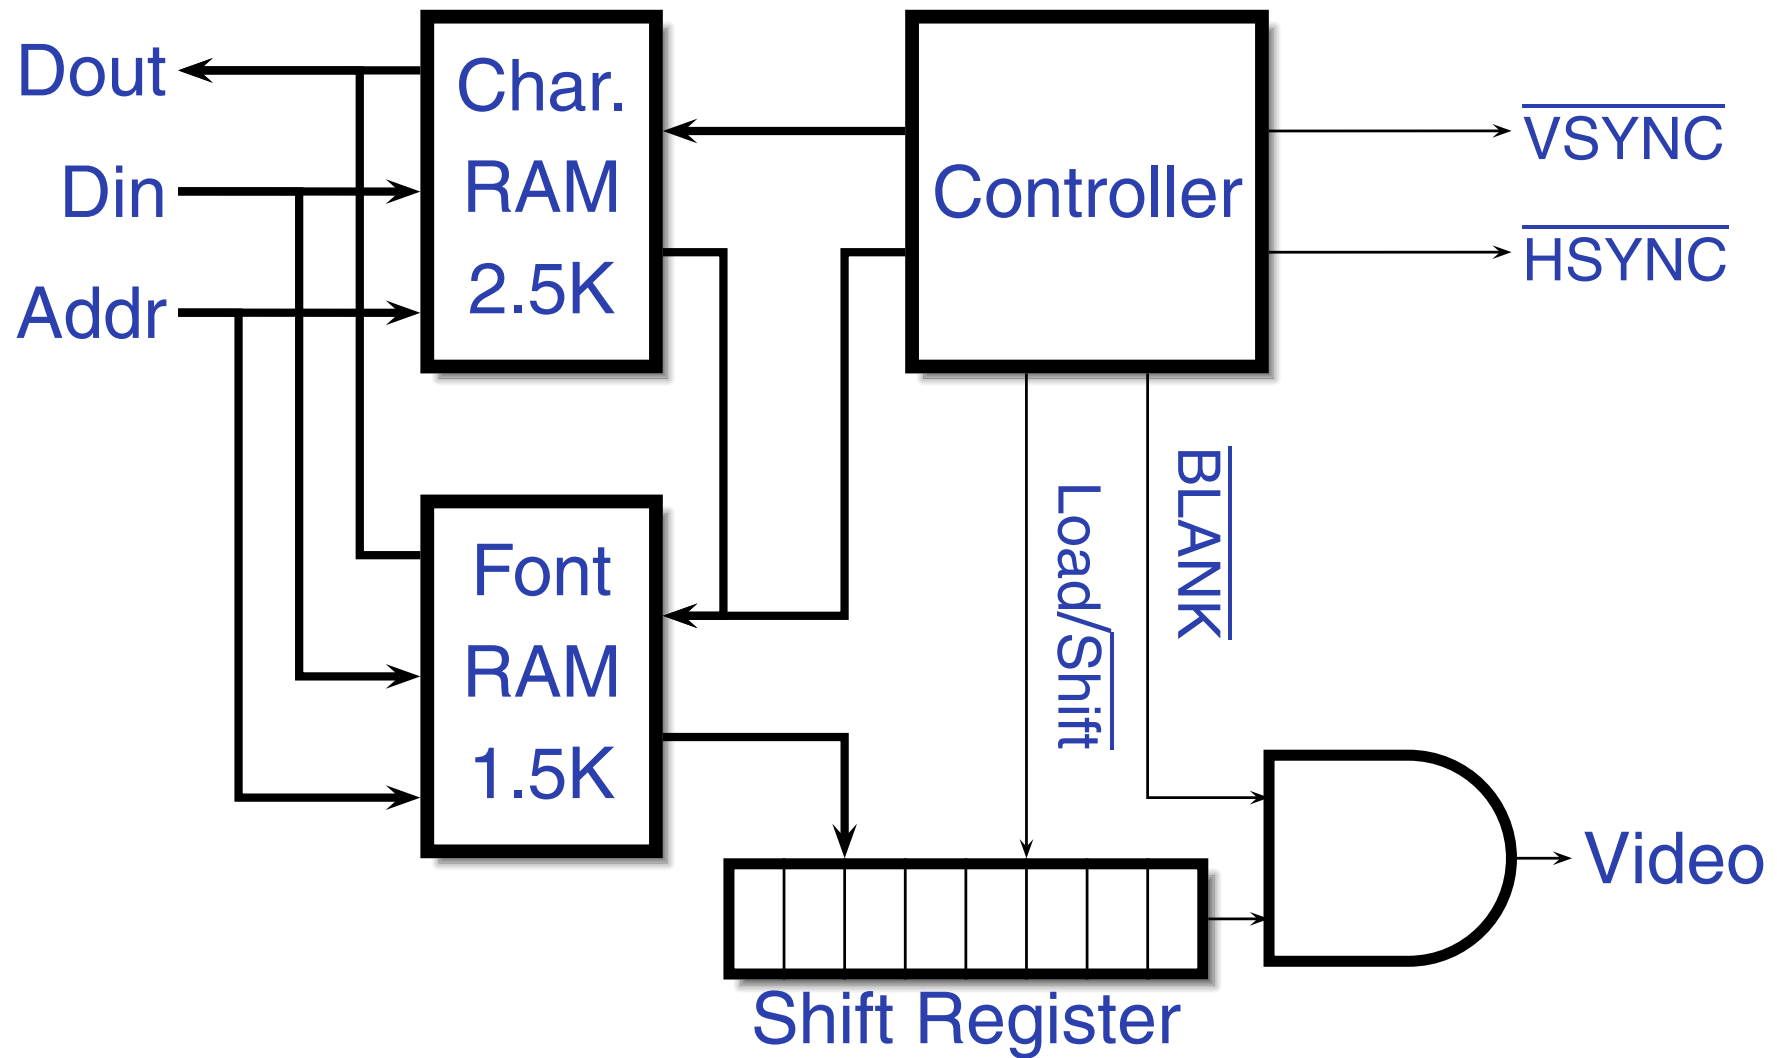 Dout
Din
Addr
Char.
RAM
2.5K
Controller
VSYNC
HSYNC
Font
RAM
1.5K
Load/Shift
BLANK
Shift Register
Video